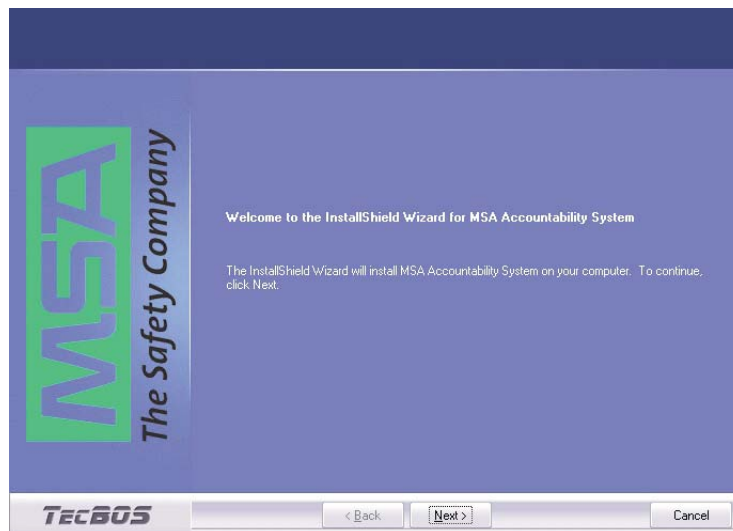 MSA
The Safety Company
Welcome to the InstallShield Wizard for MSA Accountability System
The InstallShield Wizard will install MSA Accountability System on your computer. To continue,
click Next.
TECBOS
< Back
Next >
Cancel